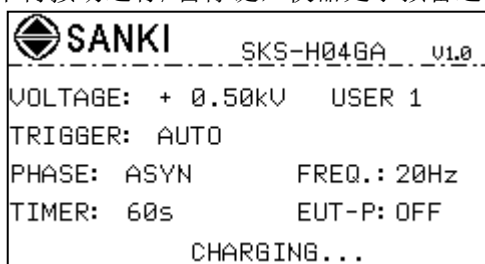 SANKI SKS-H04GA V1.0
VOLTAGE: + 0.50kV USER 1
TRIGGER: AUTO
PHASE: ASYN FREQ.: 20Hz
TIMER: 60s EUT-P: OFF
CHARGING...